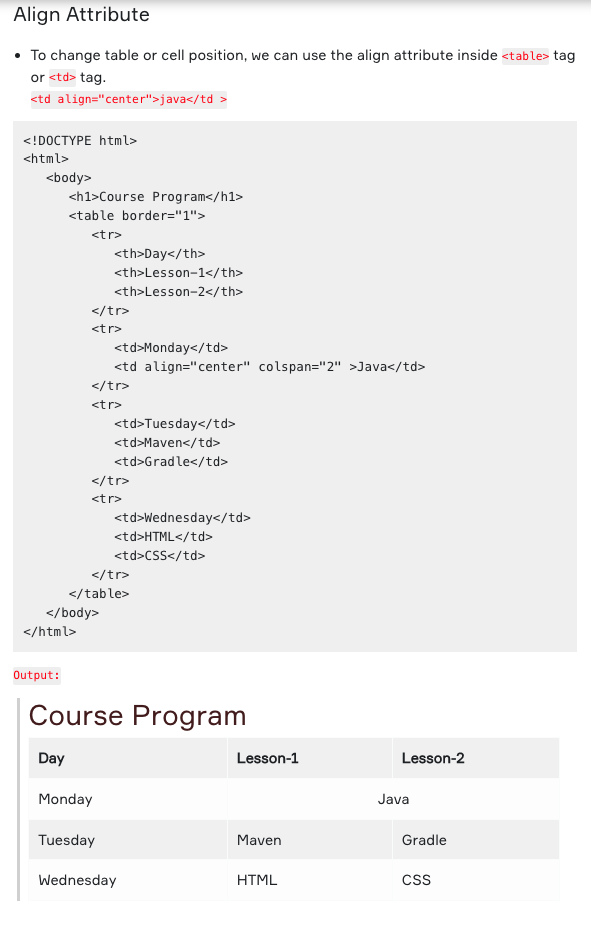 Align Attribute
• To change table or cell position, we can use the align attribute inside <table> tag
or <td> tag.
<td align="center">java</td >
<!DOCTYPE html>
<html>
   <body>
      <h1>Course Program</h1>
      <table border="1">
         <tr>
            <th>Day</th>
            <th>Lesson-1</th>
            <th>Lesson-2</th>
         </tr>
         <tr>
            <td>Monday</td>
            <td align="center" colspan="2" >Java</td>
         </tr>
         <tr>
            <td>Tuesday</td>
            <td>Maven</td>
            <td>Gradle</td>
         </tr>
         <tr>
            <td>Wednesday</td>
            <td>HTML</td>
            <td>CSS</td>
         </tr>
      </table>
   </body>
</html>
Output:
Course Program
Day Lesson-1 Lesson-2
Monday Java
Tuesday Maven Gradle
Wednesday HTML CSS